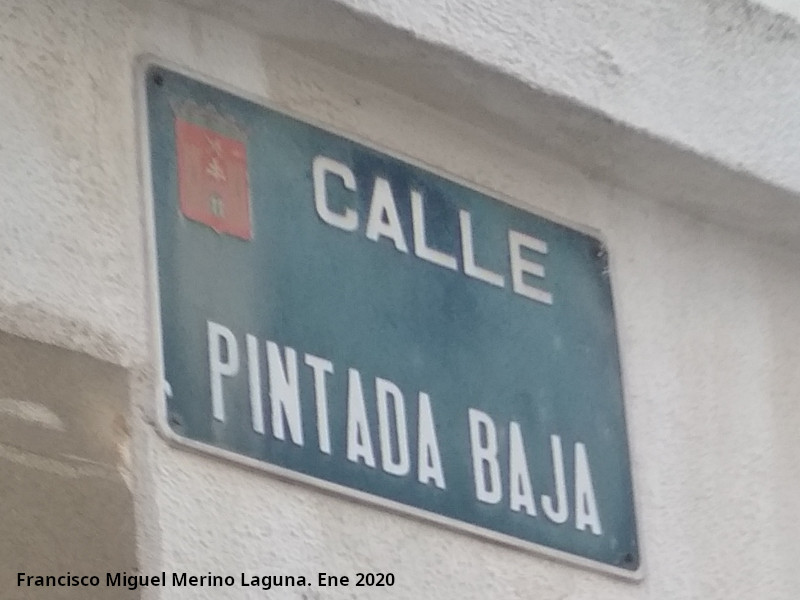 CALLE
PINTADA BAJA
Francisco Miguel Merino Laguna. Ene 2020